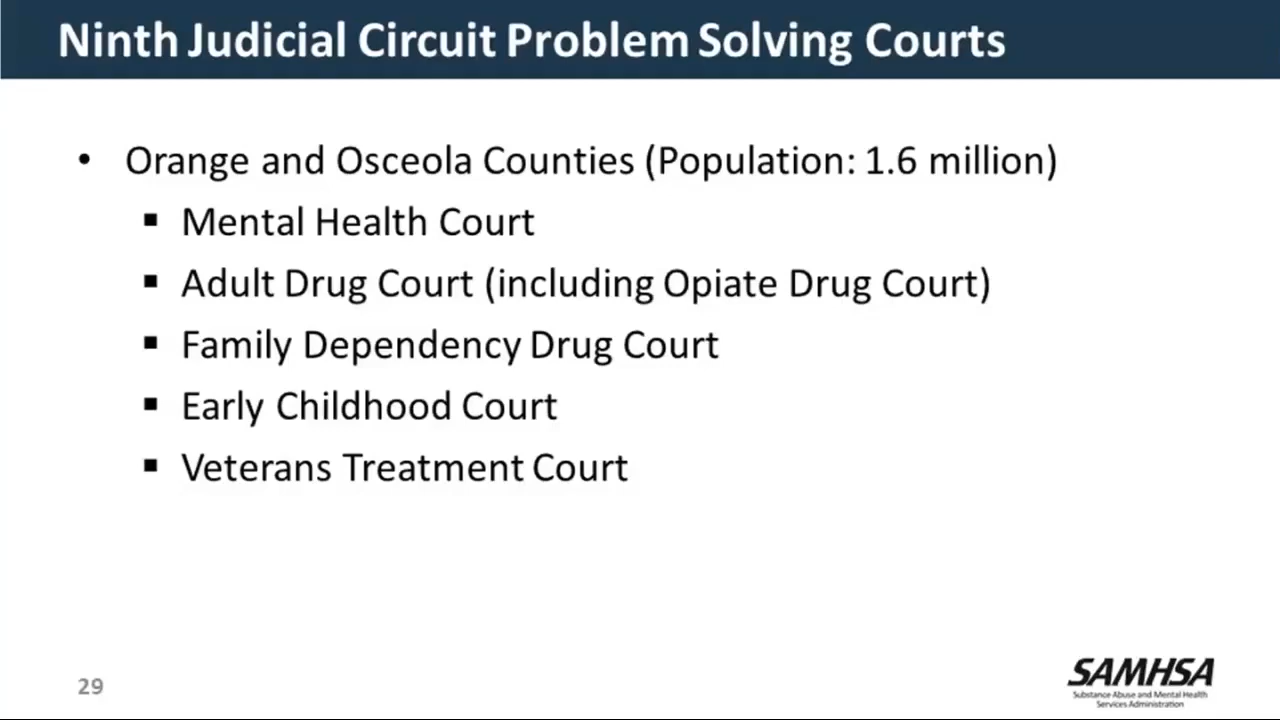 Ninth Judicial Circuit Problem Solving Courts
• Orange and Osceola Counties (Population: 1.6 million)
▪ Mental Health Court
▪ Adult Drug Court (including Opiate Drug Court)
▪ Family Dependency Drug Court
▪ Early Childhood Court
▪ Veterans Treatment Court
29
SAMHSA
Substance Abuse and Mental Health
Services Administration